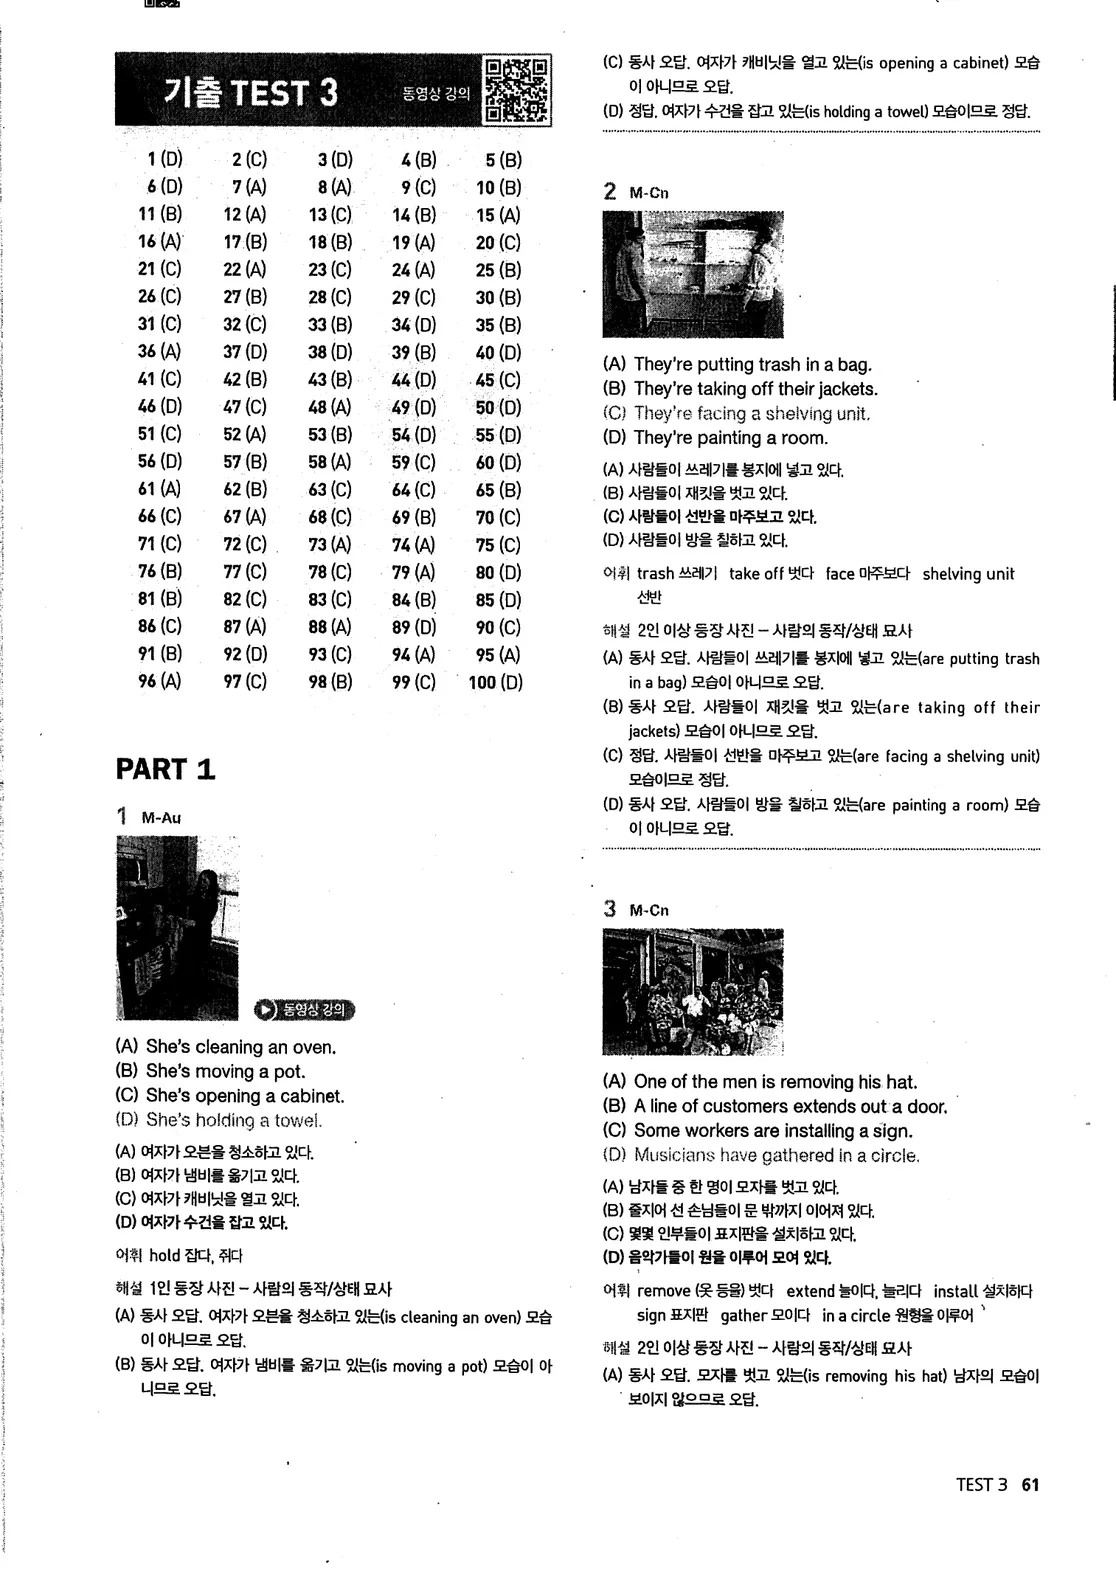 기출 TEST 3 동영상 강의
1 (D) 2 (C) 3 (D) 4 (B) 5 (B)
6 (D) 7 (A) 8 (A) 9 (C) 10 (B)
11 (B) 12 (A) 13 (C) 14 (B) 15 (A)
16 (A) 17 (B) 18 (B) 19 (A) 20 (C)
21 (C) 22 (A) 23 (C) 24 (A) 25 (B)
26 (C) 27 (B) 28 (C) 29 (C) 30 (B)
31 (C) 32 (C) 33 (B) 34 (D) 35 (B)
36 (A) 37 (D) 38 (D) 39 (B) 40 (D)
41 (C) 42 (B) 43 (B) 44 (D) 45 (C)
46 (D) 47 (C) 48 (A) 49 (D) 50 (D)
51 (C) 52 (A) 53 (B) 54 (D) 55 (D)
56 (D) 57 (B) 58 (A) 59 (C) 60 (D)
61 (A) 62 (B) 63 (C) 64 (C) 65 (B)
66 (C) 67 (A) 68 (C) 69 (B) 70 (C)
71 (C) 72 (C) 73 (A) 74 (A) 75 (C)
76 (B) 77 (C) 78 (C) 79 (A) 80 (D)
81 (B) 82 (C) 83 (C) 84 (B) 85 (D)
86 (C) 87 (A) 88 (A) 89 (D) 90 (C)
91 (B) 92 (D) 93 (C) 94 (A) 95 (A)
96 (A) 97 (C) 98 (B) 99 (C) 100 (D)
PART 1
1 M-Au
동영상 강의
(A) She's cleaning an oven.
(B) She's moving a pot.
(C) She's opening a cabinet.
(D) She's holding a towel.
(A) 여자가 오븐을 청소하고 있다.
(B) 여자가 냄비를 옮기고 있다.
(C) 여자가 캐비닛을 열고 있다.
(D) 여자가 수건을 잡고 있다.
어휘 hold 잡다, 쥐다
해설 1인 등장 사진 – 사람의 동작/상태 묘사
(A) 동사 오답. 여자가 오븐을 청소하고 있는(is cleaning an oven) 모습
이 아니므로 오답.
(B) 동사 오답. 여자가 냄비를 옮기고 있는(is moving a pot) 모습이 아
니므로 오답.
(C) 동사 오답. 여자가 캐비닛을 열고 있는(is opening a cabinet) 모습
이 아니므로 오답.
(D) 정답. 여자가 수건을 잡고 있는(is holding a towel) 모습이므로 정답.
2 M-Cn
(A) They're putting trash in a bag.
(B) They're taking off their jackets.
(C) They're facing a shelving unit.
(D) They're painting a room.
(A) 사람들이 쓰레기를 봉지에 넣고 있다.
(B) 사람들이 재킷을 벗고 있다.
(C) 사람들이 선반을 마주보고 있다.
(D) 사람들이 방을 칠하고 있다.
어휘 trash 쓰레기 take off 벗다 face 마주보다 shelving unit
선반
해설 2인 이상 등장 사진 – 사람의 동작/상태 묘사
(A) 동사 오답. 사람들이 쓰레기를 봉지에 넣고 있는(are putting trash
in a bag) 모습이 아니므로 오답.
(B) 동사 오답. 사람들이 재킷을 벗고 있는(are taking off their
jackets) 모습이 아니므로 오답.
(C) 정답. 사람들이 선반을 마주보고 있는(are facing a shelving unit)
모습이므로 정답.
(D) 동사 오답. 사람들이 방을 칠하고 있는(are painting a room) 모습
이 아니므로 오답.
3 M-Cn
(A) One of the men is removing his hat.
(B) A line of customers extends out a door.
(C) Some workers are installing a sign.
(D) Musicians have gathered in a circle.
(A) 남자들 중 한 명이 모자를 벗고 있다.
(B) 줄지어 선 손님들이 문 밖까지 이어져 있다.
(C) 몇몇 인부들이 표지판을 설치하고 있다.
(D) 음악가들이 원을 이루어 모여 있다.
어휘 remove (옷 등을) 벗다 extend 늘이다, 늘리다 install 설치하다
sign 표지판 gather 모이다 in a circle 원형을 이루어
해설 2인 이상 등장 사진 – 사람의 동작/상태 묘사
(A) 동사 오답. 모자를 벗고 있는(is removing his hat) 남자의 모습이
보이지 않으므로 오답.
TEST 3 61